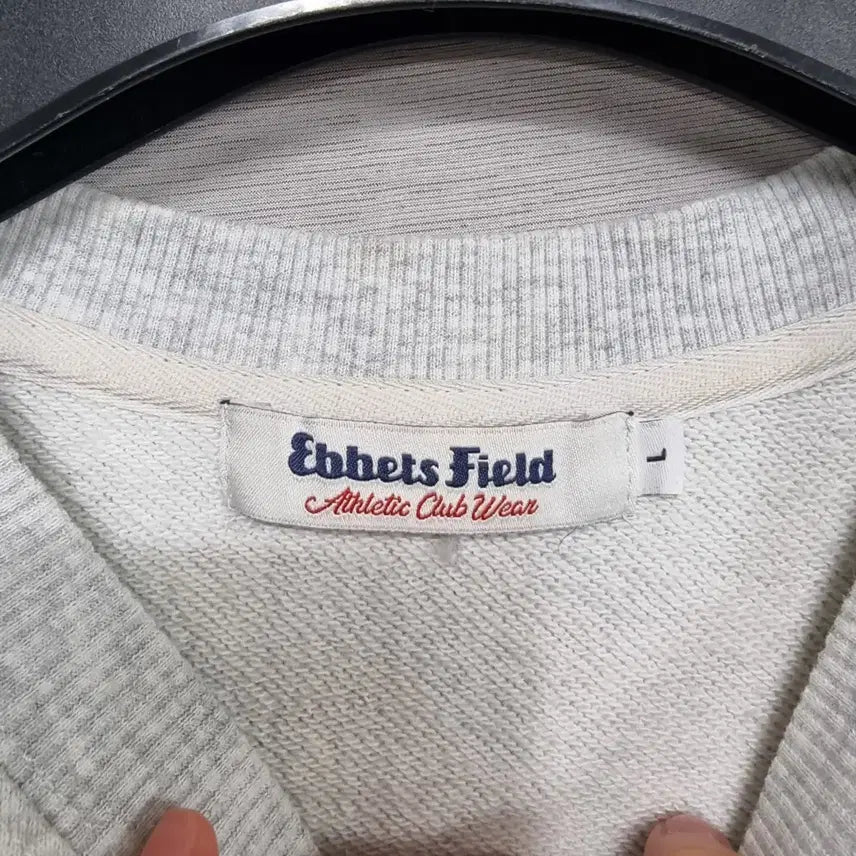 Ebbets Field
Athletic Club Wear
L